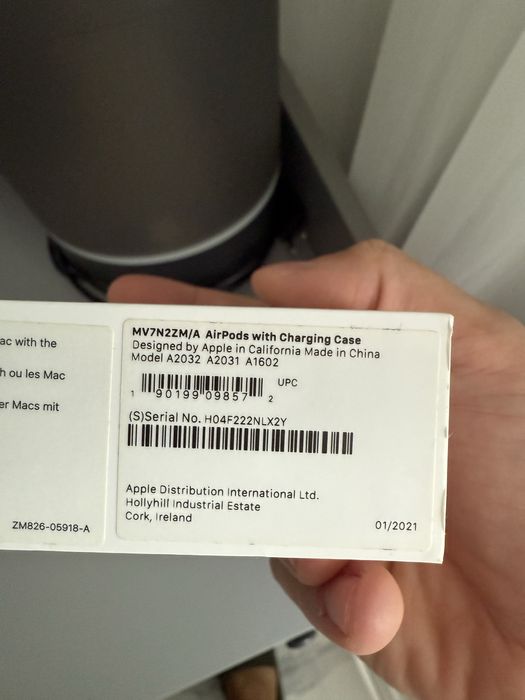 ac with the
h ou les Mac
er Macs mit
ZM826-05918-A
MV7N2ZM/A AirPods with Charging Case
Designed by Apple in California Made in China
Model A2032 A2031 A1602
UPC
1 90199 09857 2
(S)Serial No. H04F222NLX2Y
Apple Distribution International Ltd.
Hollyhill Industrial Estate
Cork, Ireland
01/2021